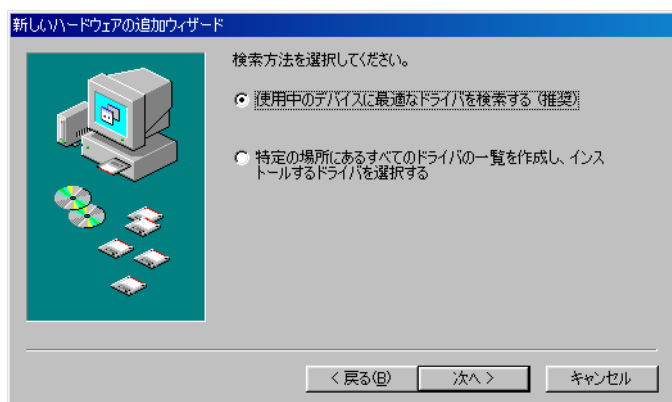 新しいハードウェアの追加ウィザード
検索方法を選択してください。
使用中のデバイスに最適なドライバを検索する (推奨)
特定の場所にあるすべてのドライバの一覧を作成し、インス
トールするドライバを選択する
< 戻る(B)
次へ >
キャンセル